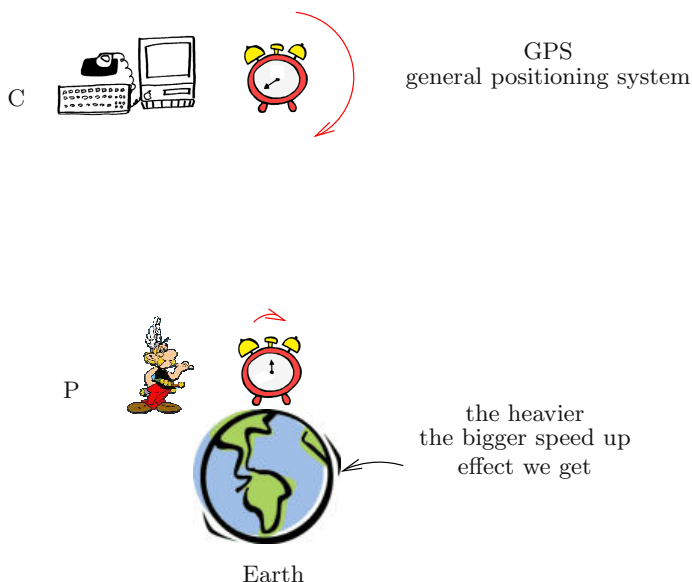 GPS
general positioning system
C
P
the heavier
the bigger speed up
effect we get
Earth